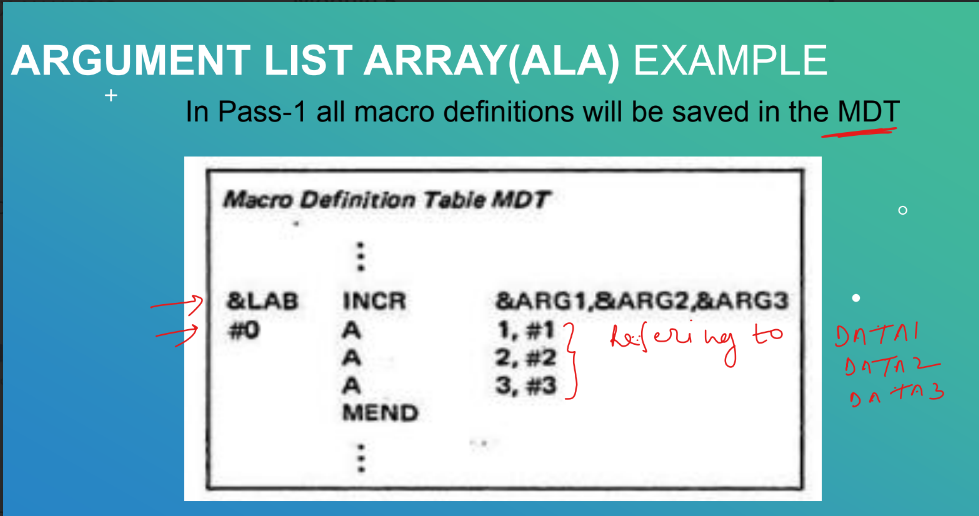 ARGUMENT LIST ARRAY(ALA) EXAMPLE
In Pass-1 all macro definitions will be saved in the MDT
Macro Definition Table MDT
&LAB INCR &ARG1,&ARG2,&ARG3
#0 A 1, #1 Refering to DATA1
A 2, #2 DATA2
A 3, #3 DATA3
MEND